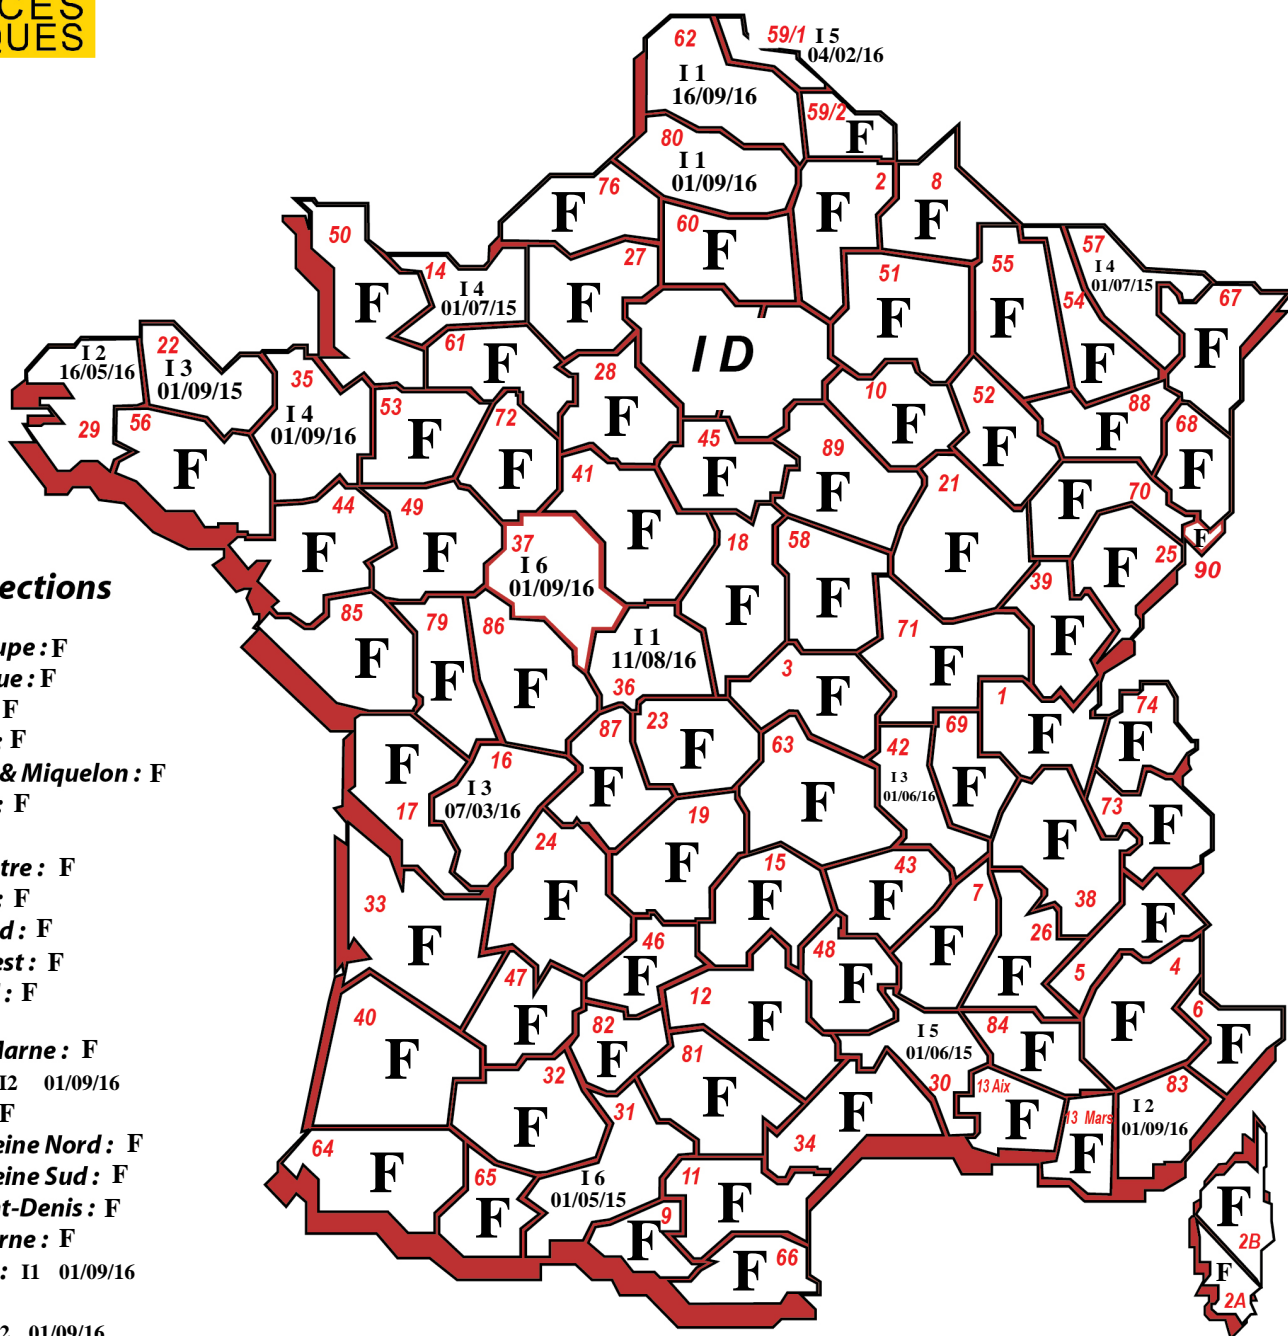 CES
QUES
62
59/1 I 5
04/02/16
I 1
16/09/16
59/2
F
80
I 1
01/09/16
76
F
2
F
8
F
60
F
50
F
14
I 4
01/07/15
27
F
51
F
55
F
54
F
57
I 4
01/07/15
67
F
61
F
I D
22
I 3
01/09/15
I 2
16/05/16
29
35
I 4
01/09/16
56
F
53
F
72
F
28
F
45
F
10
F
52
F
88
F
68
F
89
F
41
F
21
F
70
F
44
F
49
F
37
I 6
01/09/16
18
F
58
F
39
F
25
F
F
90
ections
85
F
79
F
86
F
I 1
11/08/16
36
71
F
upe : F
ue : F
F
: F
& Miquelon : F
: F
3
F
1
F
74
F
87
F
23
F
63
F
42
I 3
01/06/16
69
F
F
17
16
I 3
07/03/16
73
F
24
F
19
F
15
F
43
F
38
F
7
F
26
F
5
F
tre : F
: F
d : F
est : F
: F
33
F
46
F
48
F
47
F
12
F
4
F
6
F
40
F
82
F
81
F
I 5
01/06/15
30
84
F
arne : F
I2 01/09/16
F
eine Nord : F
eine Sud : F
t-Denis : F
rne : F
: I1 01/09/16
2 01/09/16
32
F
31
I 6
01/05/15
34
F
13 Aix
F
13 Mars
F
83
I 2
01/09/16
64
F
65
F
11
F
9
F
66
F
F
2B
F
2A